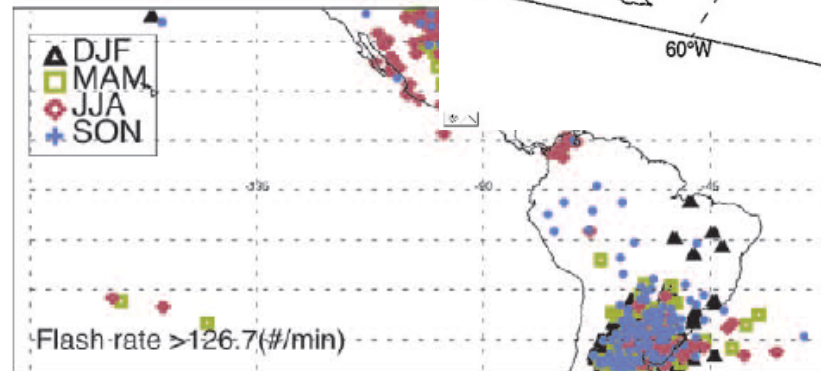 60°W
DJF
MAM
JJA
SON
-135
-90
-45
Flash rate >126.7(#/min)